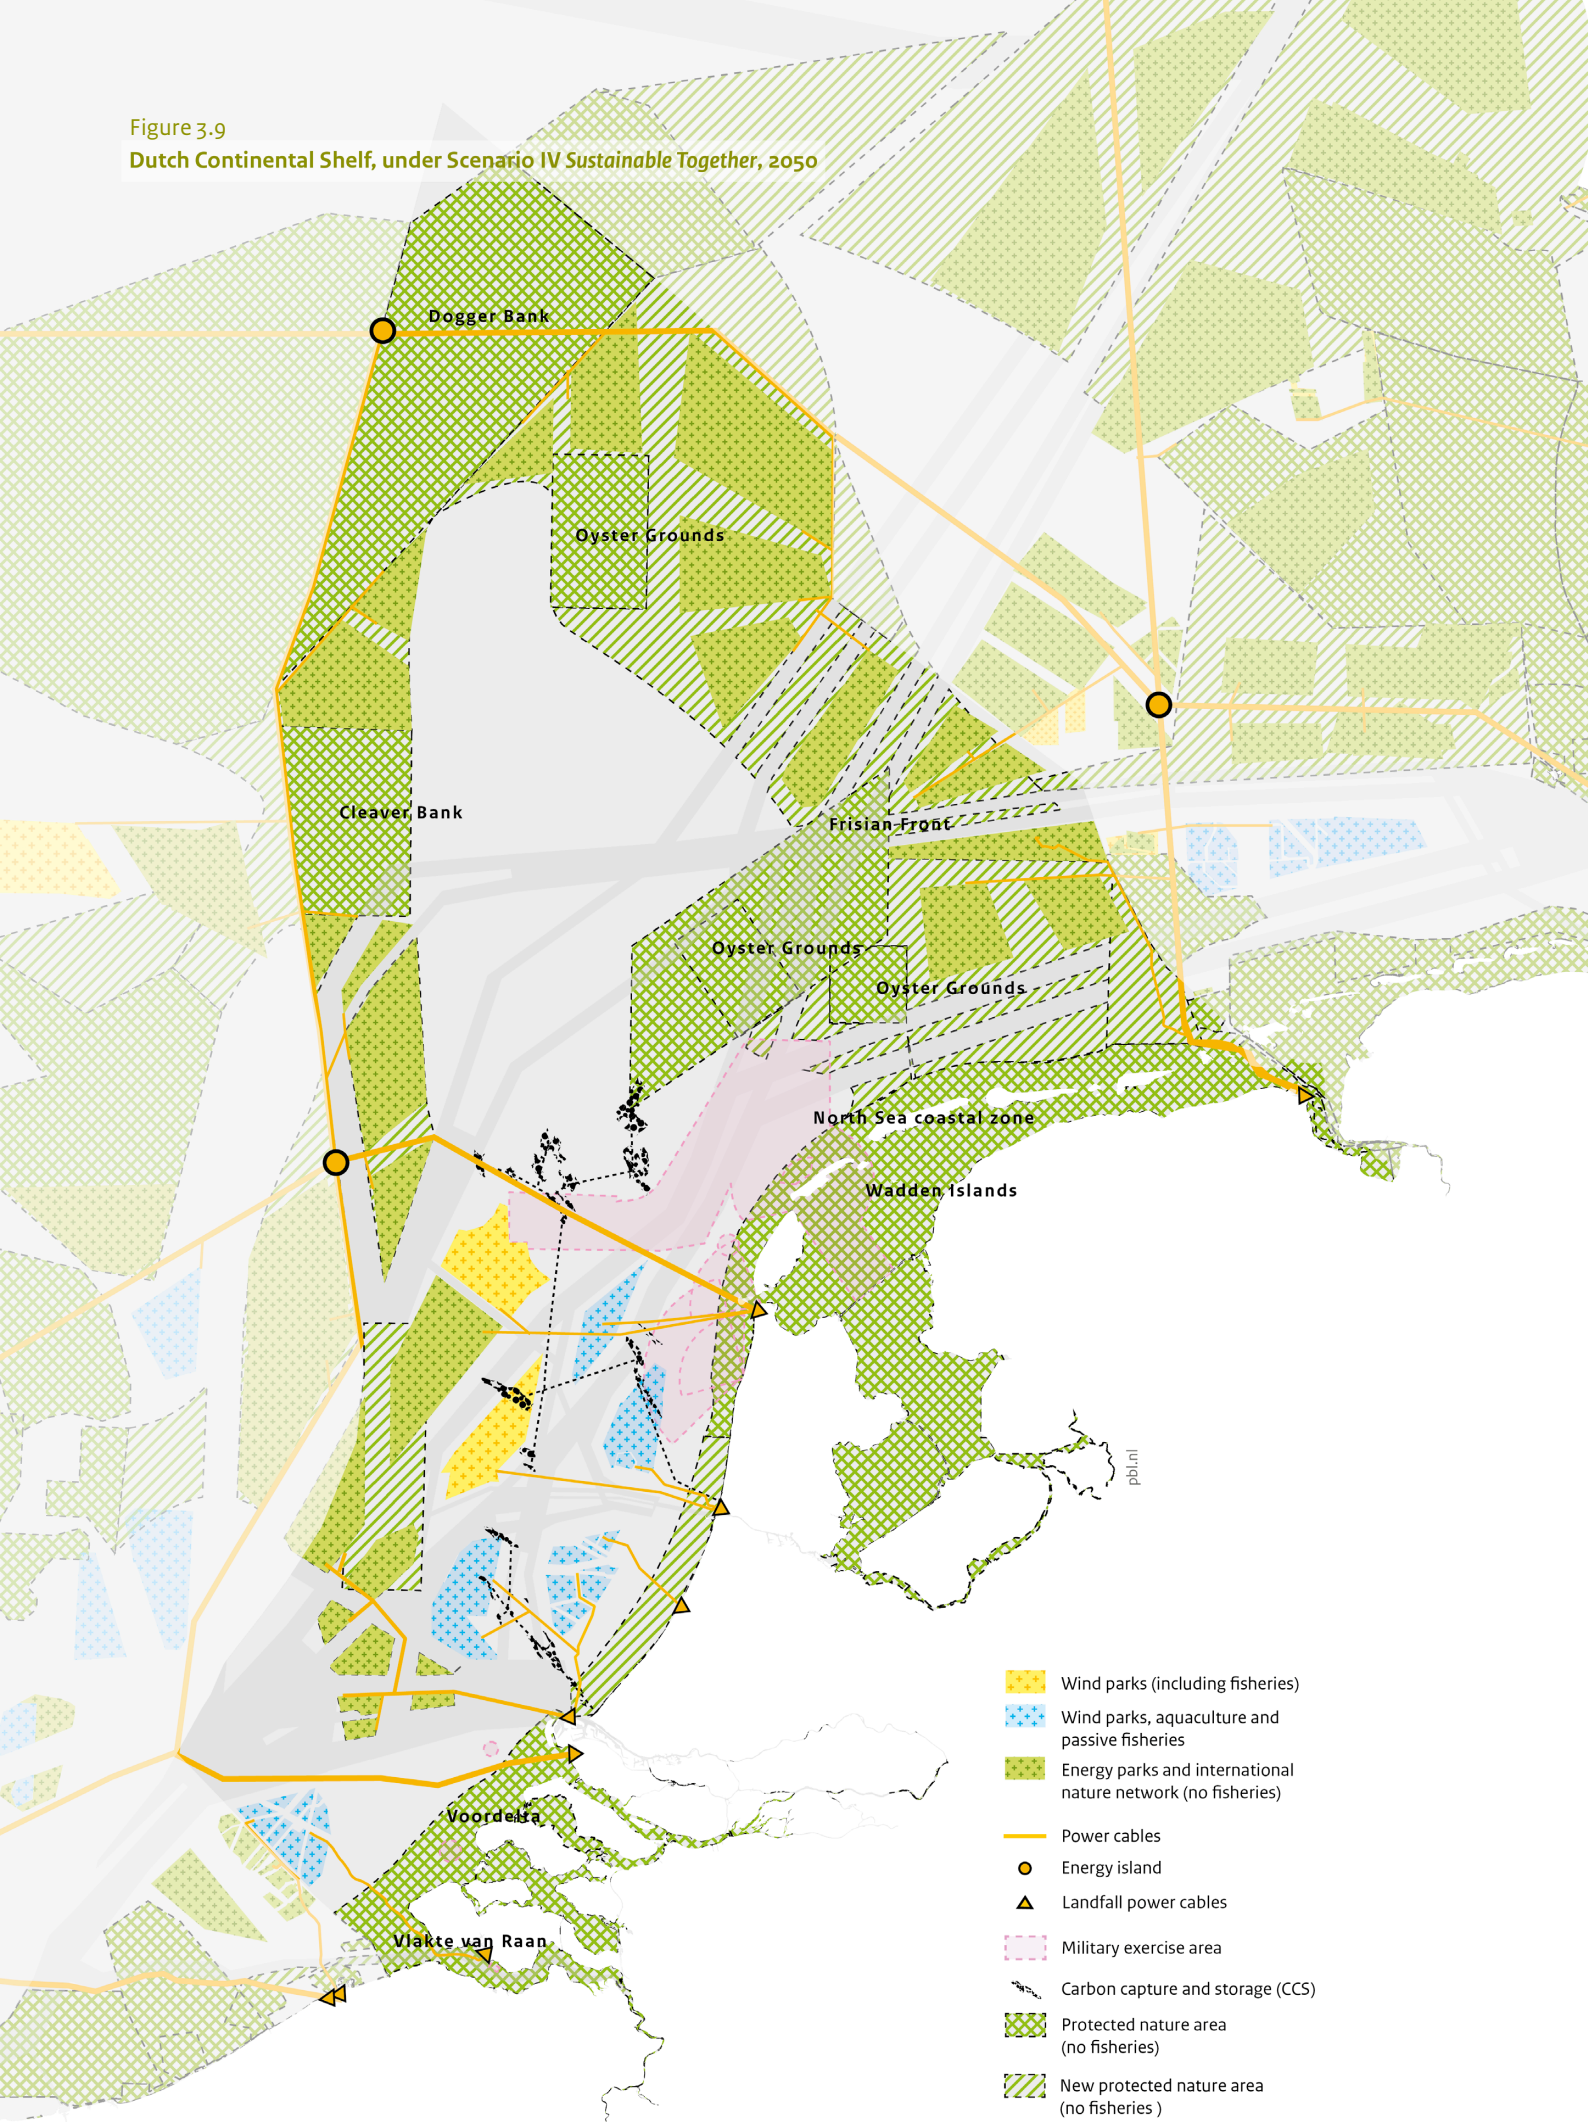 Figure 3.9
Dutch Continental Shelf, under Scenario IV Sustainable Together, 2050
Dogger Bank
Oyster Grounds
Cleaver Bank
Frisian Front
Oyster Grounds
Oyster Grounds
North Sea coastal zone
Wadden Islands
pbl.nl
Voordelta
Vlakte van Raan
Wind parks (including fisheries)
Wind parks, aquaculture and
passive fisheries
Energy parks and international
nature network (no fisheries)
Power cables
Energy island
Landfall power cables
Military exercise area
Carbon capture and storage (CCS)
Protected nature area
(no fisheries)
New protected nature area
(no fisheries )